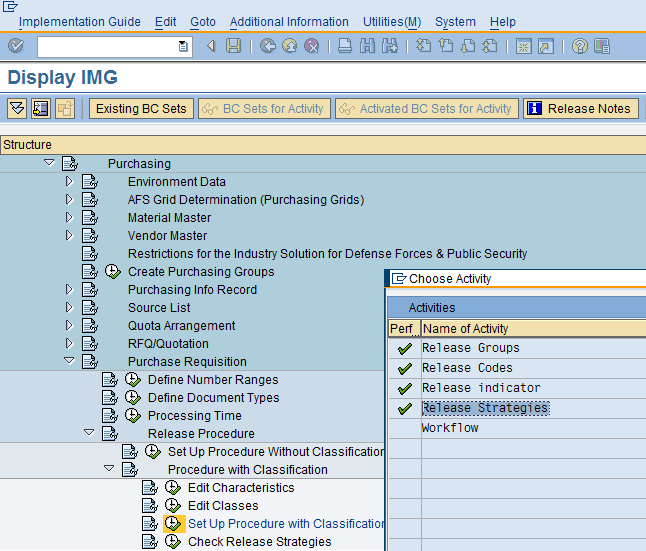 Implementation Guide Edit Goto Additional Information Utilities(M) System Help
Display IMG
Existing BC Sets BC Sets for Activity Activated BC Sets for Activity Release Notes
Structure
Purchasing
Environment Data
AFS Grid Determination (Purchasing Grids)
Material Master
Vendor Master
Restrictions for the Industry Solution for Defense Forces & Public Security
Create Purchasing Groups
Purchasing Info Record
Source List
Quota Arrangement
RFQ/Quotation
Purchase Requisition
Define Number Ranges
Define Document Types
Processing Time
Release Procedure
Set Up Procedure Without Classification
Procedure with Classification
Edit Characteristics
Edit Classes
Set Up Procedure with Classification
Check Release Strategies
Choose Activity
Activities
Perf... Name of Activity
Release Groups
Release Codes
Release indicator
Release Strategies
Workflow